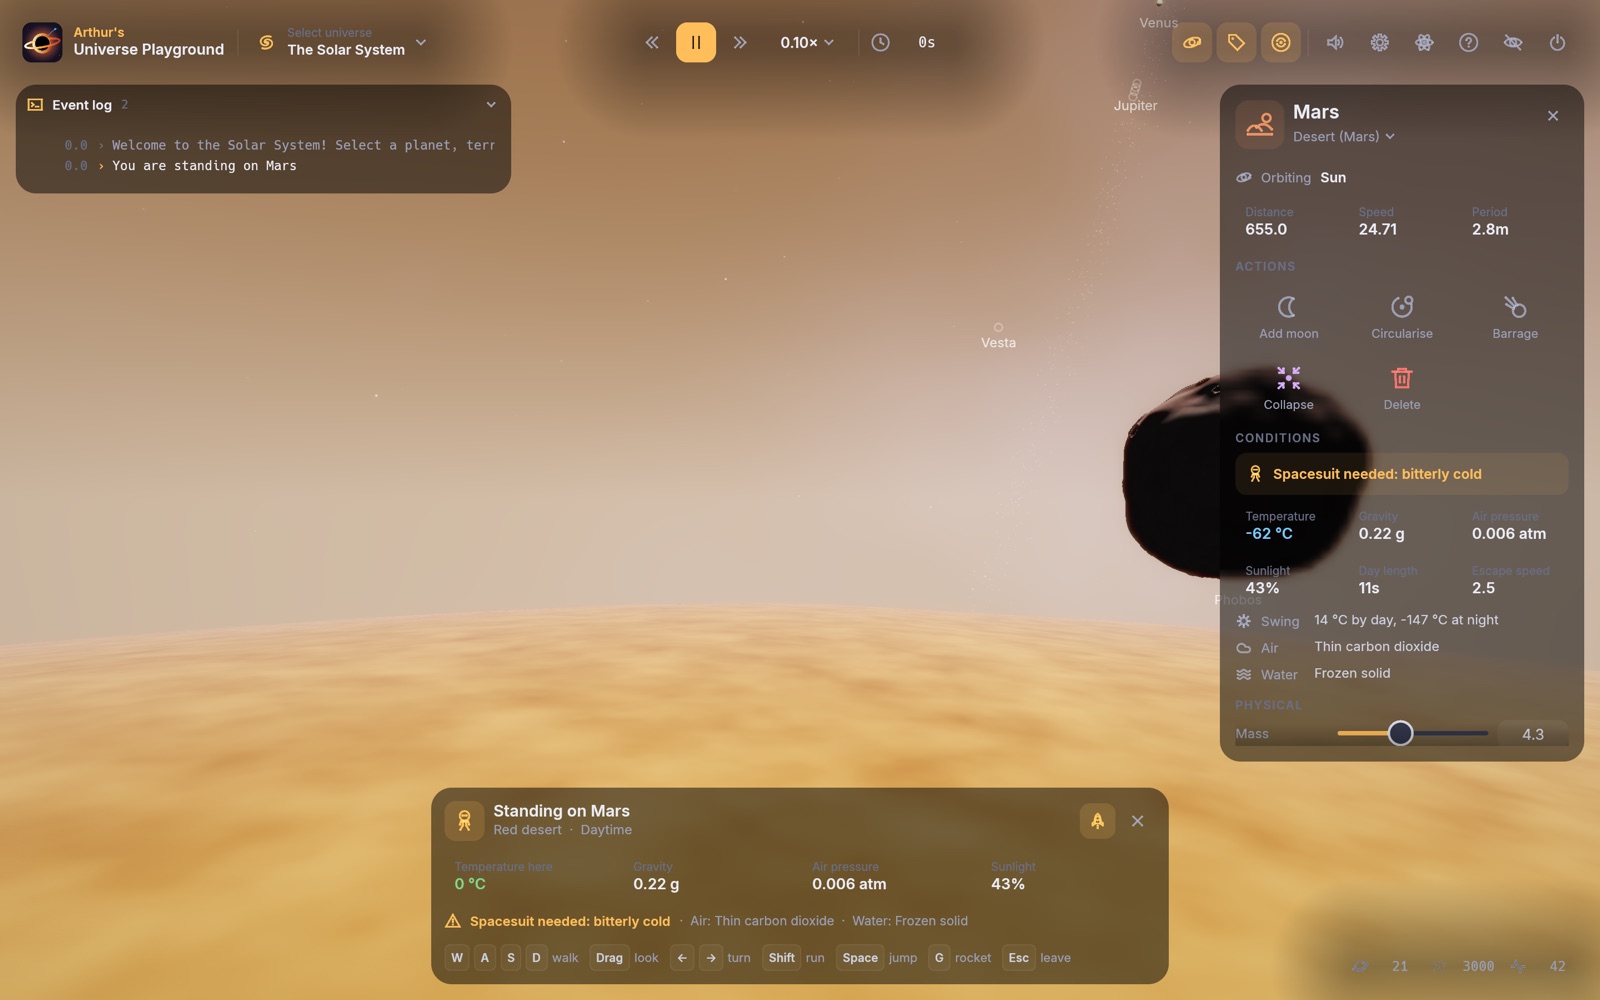 Arthur's
Universe Playground
Select universe
The Solar System
0.10×
0s
Venus
Jupiter
Vesta
Phobos
Event log 2
0.0 › Welcome to the Solar System! Select a planet, terr
0.0 › You are standing on Mars
Mars
Desert (Mars)
Orbiting Sun
Distance Speed Period
655.0 24.71 2.8m
ACTIONS
Add moon Circularise Barrage
Collapse Delete
CONDITIONS
Spacesuit needed: bitterly cold
Temperature Gravity Air pressure
-62 °C 0.22 g 0.006 atm
Sunlight Day length Escape speed
43% 11s 2.5
Swing 14 °C by day, -147 °C at night
Air Thin carbon dioxide
Water Frozen solid
PHYSICAL
Mass 4.3
Standing on Mars
Red desert · Daytime
Temperature here Gravity Air pressure Sunlight
0 °C 0.22 g 0.006 atm 43%
Spacesuit needed: bitterly cold · Air: Thin carbon dioxide · Water: Frozen solid
W A S D walk Drag look ← → turn Shift run Space jump G rocket Esc leave
21 3000 42